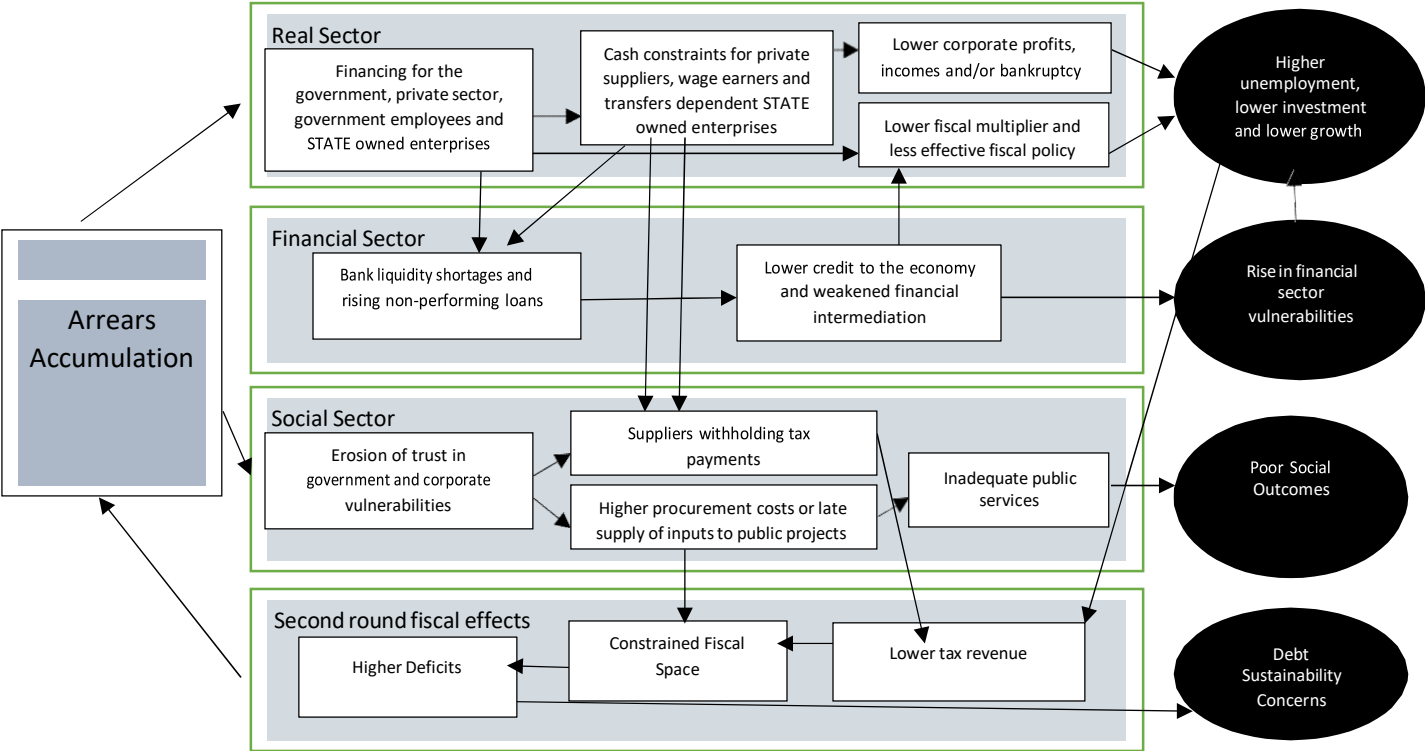 Real Sector
Financing for the
government, private sector,
government employees and
STATE owned enterprises
Cash constraints for private
suppliers, wage earners and
transfers dependent STATE
owned enterprises
Lower corporate profits,
incomes and/or bankruptcy
Lower fiscal multiplier and
less effective fiscal policy
Higher
unemployment,
lower investment
and lower growth
Arrears
Accumulation
Financial Sector
Bank liquidity shortages and
rising non-performing loans
Lower credit to the economy
and weakened financial
intermediation
Rise in financial
sector
vulnerabilities
Social Sector
Erosion of trust in
government and corporate
vulnerabilities
Suppliers withholding tax
payments
Higher procurement costs or late
supply of inputs to public projects
Inadequate public
services
Poor Social
Outcomes
Second round fiscal effects
Higher Deficits
Constrained Fiscal
Space
Lower tax revenue
Debt
Sustainability
Concerns